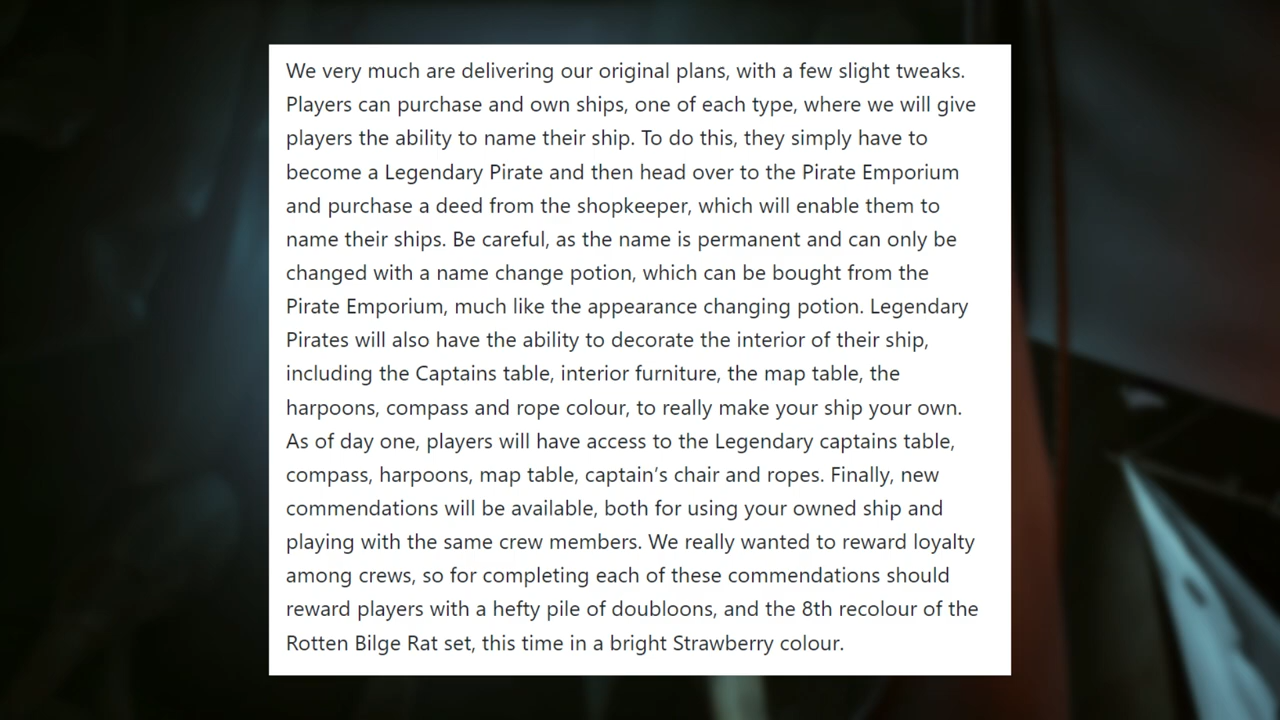 We very much are delivering our original plans, with a few slight tweaks.
Players can purchase and own ships, one of each type, where we will give
players the ability to name their ship. To do this, they simply have to
become a Legendary Pirate and then head over to the Pirate Emporium
and purchase a deed from the shopkeeper, which will enable them to
name their ships. Be careful, as the name is permanent and can only be
changed with a name change potion, which can be bought from the
Pirate Emporium, much like the appearance changing potion. Legendary
Pirates will also have the ability to decorate the interior of their ship,
including the Captains table, interior furniture, the map table, the
harpoons, compass and rope colour, to really make your ship your own.
As of day one, players will have access to the Legendary captains table,
compass, harpoons, map table, captain’s chair and ropes. Finally, new
commendations will be available, both for using your owned ship and
playing with the same crew members. We really wanted to reward loyalty
among crews, so for completing each of these commendations should
reward players with a hefty pile of doubloons, and the 8th recolour of the
Rotten Bilge Rat set, this time in a bright Strawberry colour.